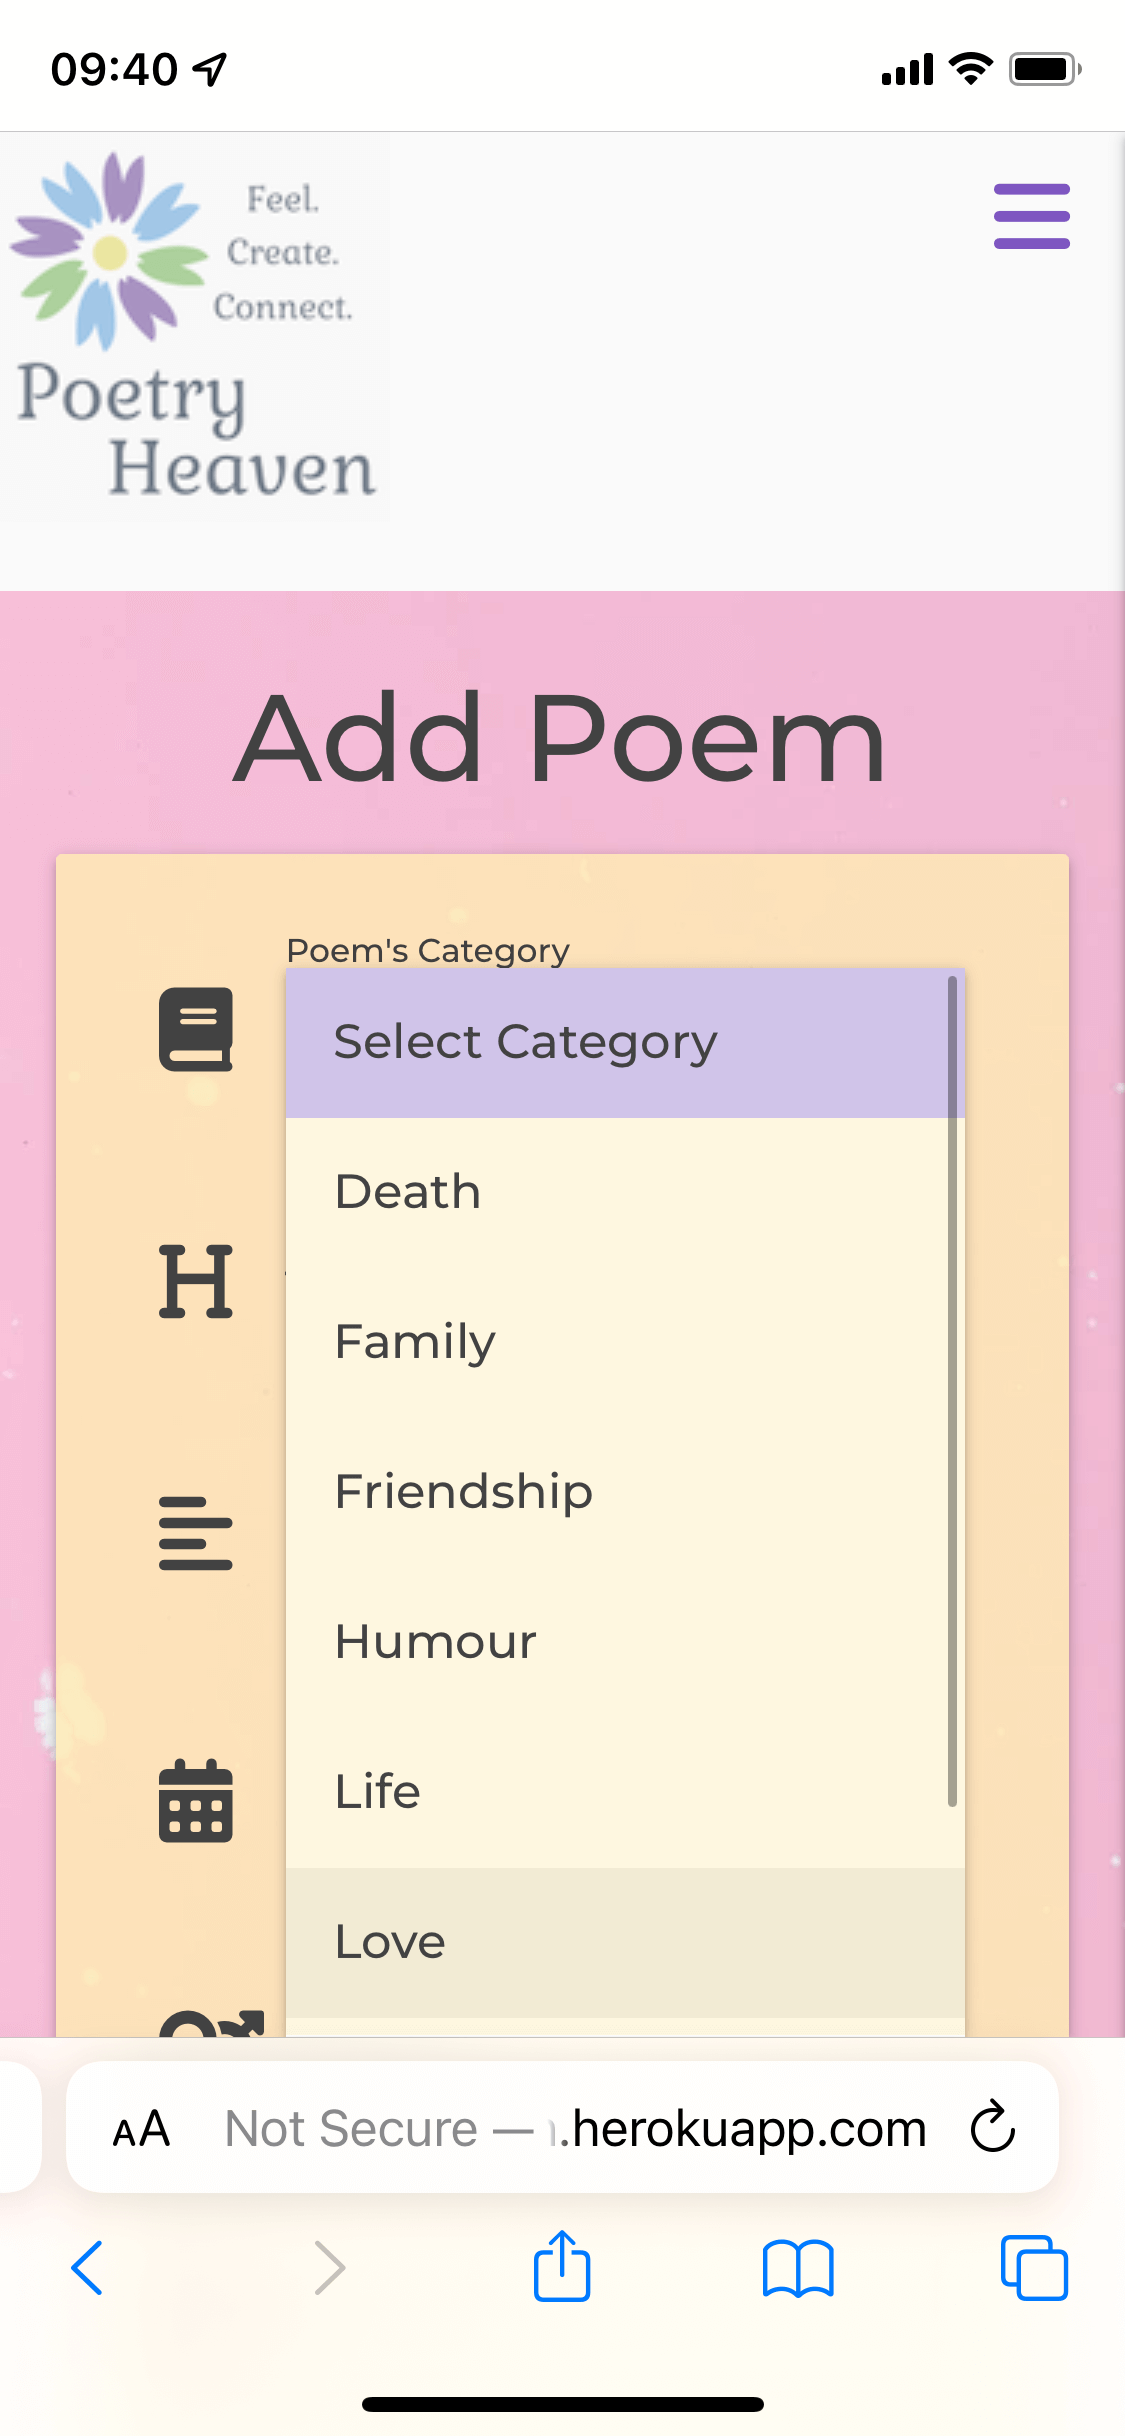 09:40
Feel.
Create.
Connect.
Poetry
Heaven
Add Poem
Poem's Category
Select Category
Death
Family
Friendship
Humour
Life
Love
AA Not Secure — .herokuapp.com